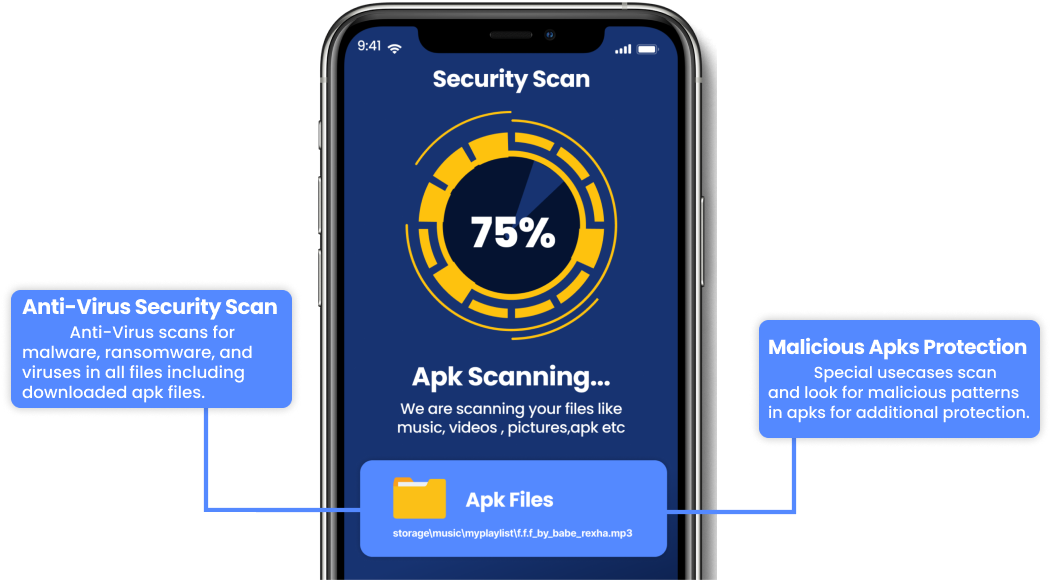 9:41
Security Scan
75%
Anti-Virus Security Scan
Anti-Virus scans for
malware, ransomware, and
viruses in all files including
downloaded apk files.
Malicious Apks Protection
Special usecases scan
and look for malicious patterns
in apks for additional protection.
Apk Scanning...
We are scanning your files like
music, videos , pictures,apk etc
Apk Files
storage\music\myplaylist\f.f.f_by_babe_rexha.mp3